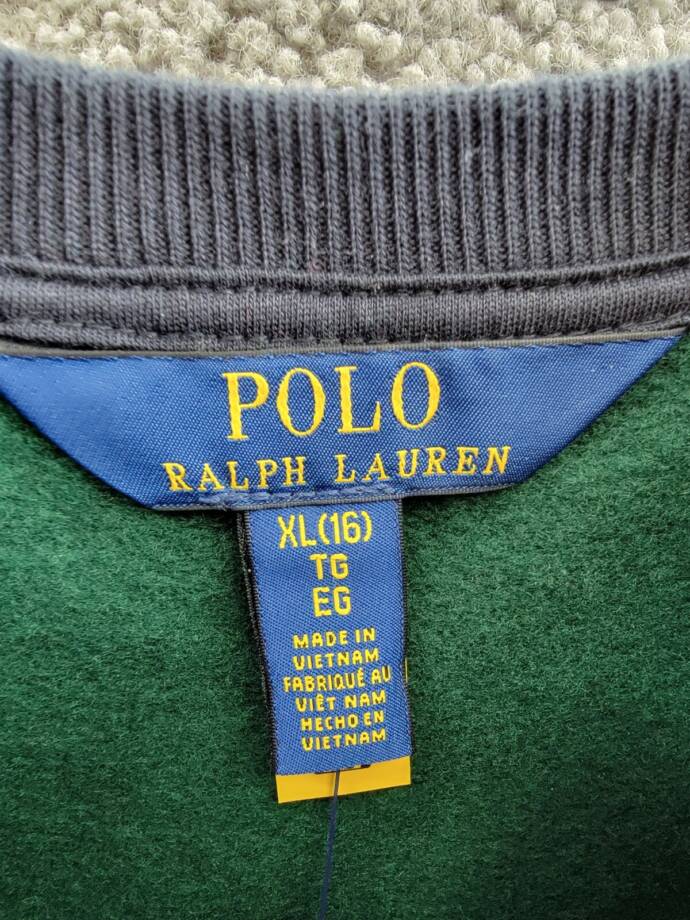 POLO
RALPH LAUREN
XL(16)
TG
EG
MADE IN
VIETNAM
FABRIQUÉ AU
VIÊT NAM
HECHO EN
VIETNAM